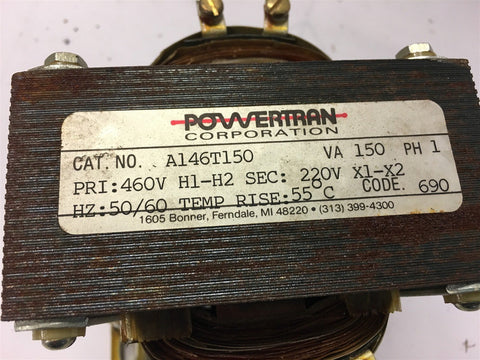 POWERTRAN
CORPORATION
CAT. NO. A146T150 VA 150 PH 1
PRI: 460V H1-H2 SEC: 220V X1-X2
HZ: 50/60 TEMP RISE: 55°C CODE. 690
1605 Bonner, Ferndale, MI 48220 • (313) 399-4300